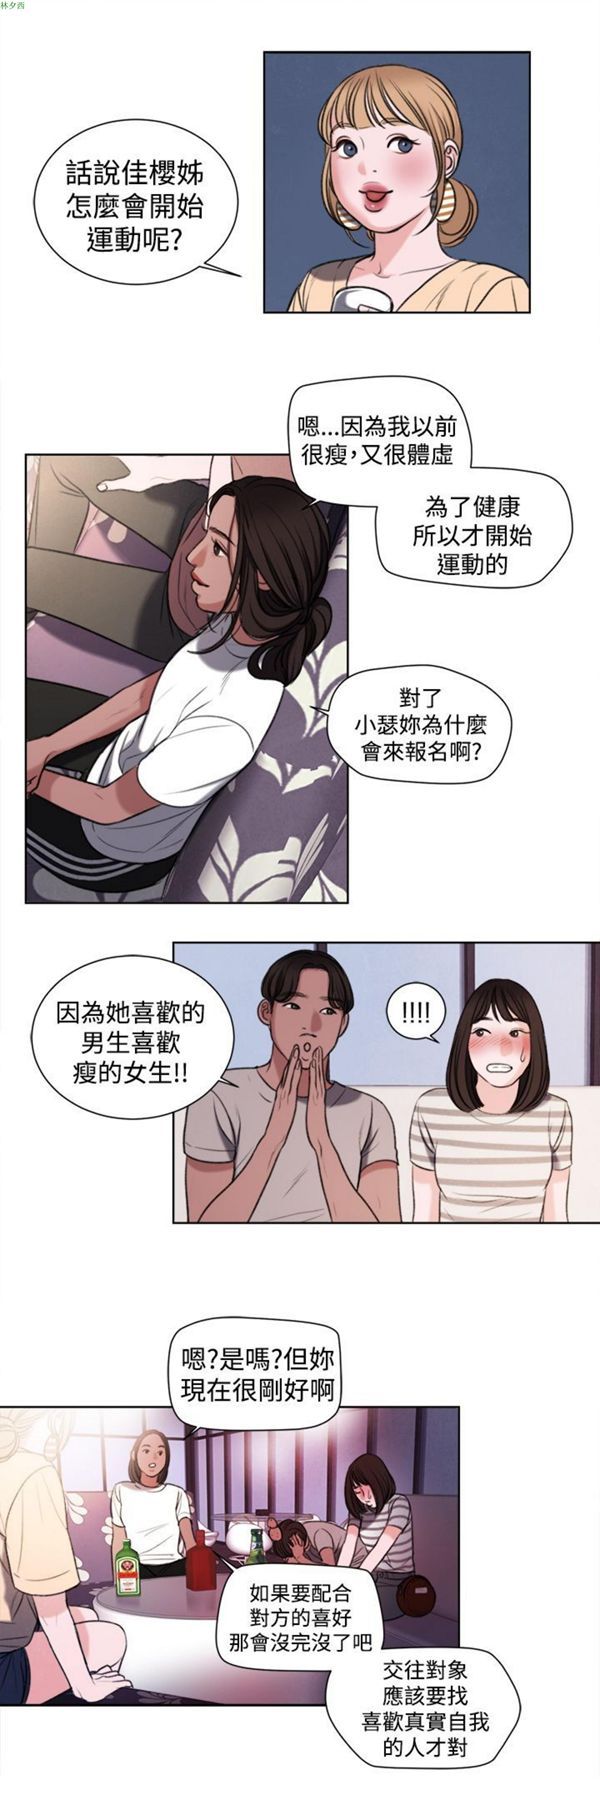 林夕西
話說佳櫻姊
怎麼會開始
運動呢?
嗯...因為我以前
很瘦,又很體虛
為了健康
所以才開始
運動的
對了
小瑟妳為什麼
會來報名啊?
因為她喜歡的
男生喜歡
瘦的女生!!
!!!!
嗯?是嗎?但妳
現在很剛好啊
如果要配合
對方的喜好
那會沒完沒了吧
交往對象
應該要找
喜歡真實自我
的人才對